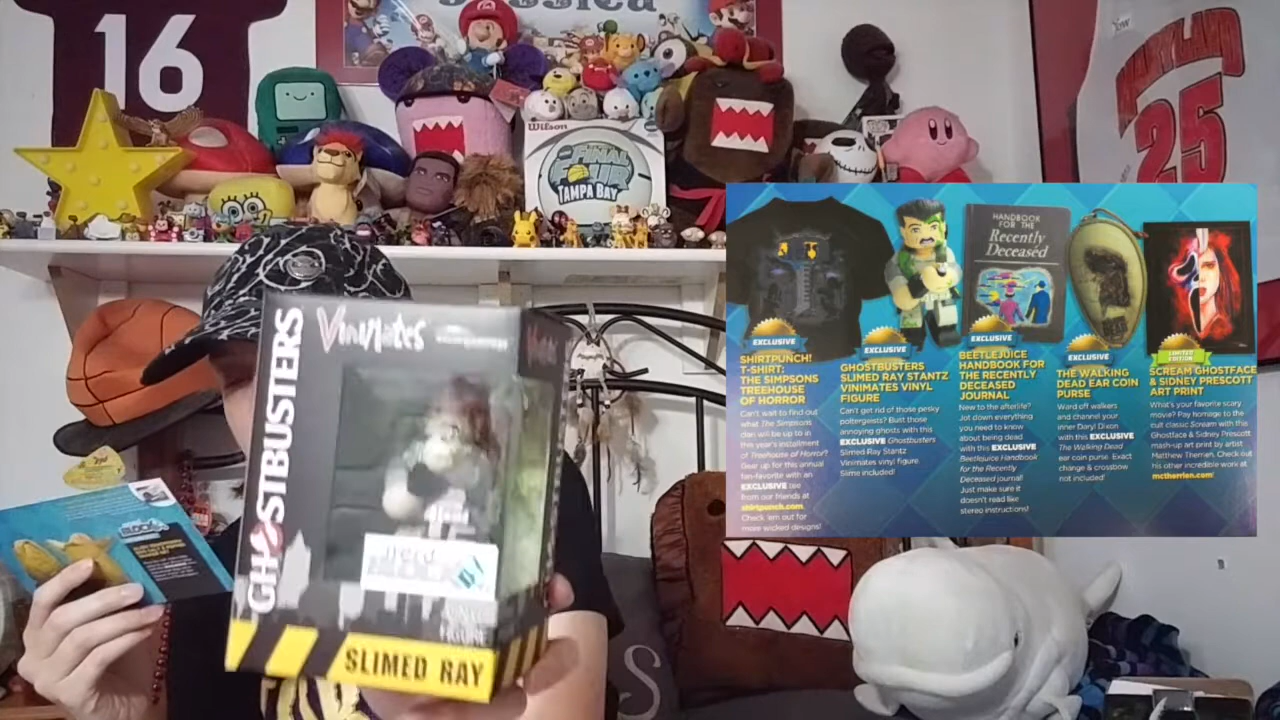 16
Wilson
FINAL
FOUR
TAMPA BAY
MARYLAND
25
GHOSTBUSTERS
Vinimates
SLIMED RAY
FIGURE
S
HANDBOOK
FOR THE
Recently
Deceased
EXCLUSIVE
SHIRTPUNCH!
T-SHIRT:
THE SIMPSONS
TREEHOUSE
OF HORROR
Can't wait to find out
what The Simpsons
clan will be up to in
this year's installment
of Treehouse of Horror?
Gear up for this annual
fan-favorite with an
EXCLUSIVE tee
from our friends at
shirtpunch.com.
Check 'em out for
more wicked designs!
EXCLUSIVE
GHOSTBUSTERS
SLIMED RAY STANTZ
VINIMATES VINYL
FIGURE
Can't get rid of those pesky
poltergeists? Bust those
annoying ghosts with this
EXCLUSIVE Ghostbusters
Slimed Ray Stantz
Vinimates vinyl figure.
Slime included!
EXCLUSIVE
BEETLEJUICE
HANDBOOK FOR
THE RECENTLY
DECEASED
JOURNAL
New to the afterlife?
Jot down everything
you need to know
about being dead
with this EXCLUSIVE
Beetlejuice Handbook
for the Recently
Deceased journal!
Just make sure it
doesn't read like
stereo instructions!
EXCLUSIVE
THE WALKING
DEAD EAR COIN
PURSE
Ward off walkers
and channel your
inner Daryl Dixon
with this EXCLUSIVE
The Walking Dead
ear coin purse. Exact
change & crossbow
not included!
LIMITED
EDITION
SCREAM GHOSTFACE
& SIDNEY PRESCOTT
ART PRINT
What's your favorite scary
movie? Pay homage to the
cult classic Scream with this
Ghostface & Sidney Prescott
mash-up art print by artist
Matthew Therrien. Check out
his other incredible work at
mctherrien.com!